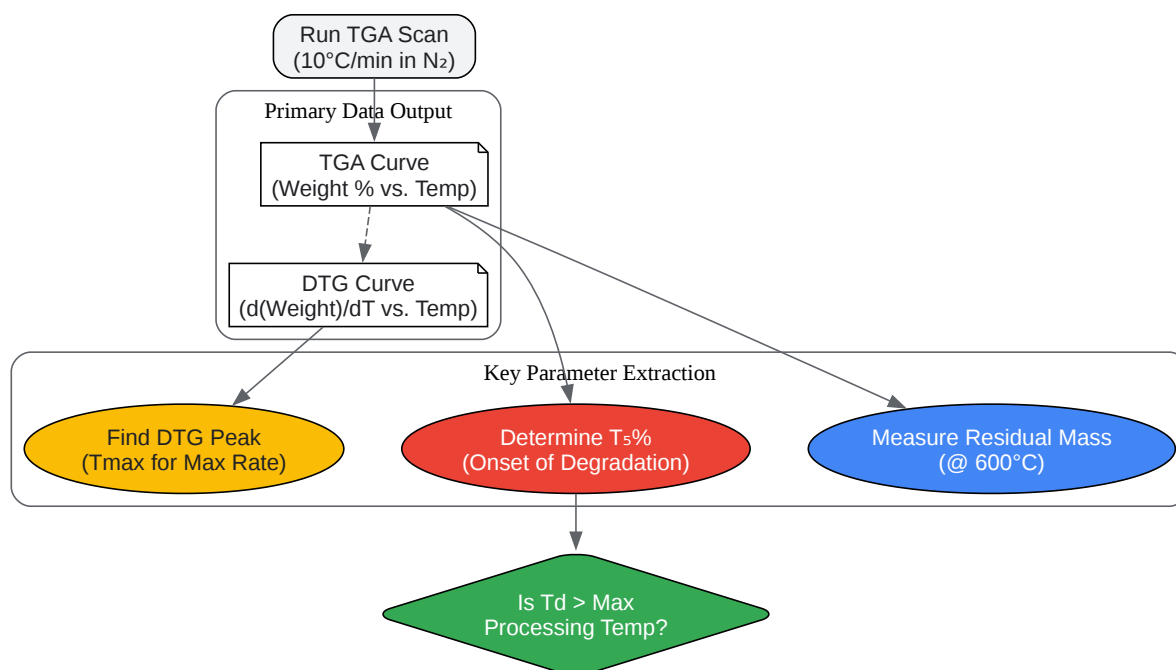 Run TGA Scan
(10°C/min in N₂)
Primary Data Output
TGA Curve
(Weight % vs. Temp)
DTG Curve
(d(Weight)/dT vs. Temp)
Key Parameter Extraction
Find DTG Peak
(Tmax for Max Rate)
Determine T₅%
(Onset of Degradation)
Measure Residual Mass
(@ 600°C)
Is Td > Max
Processing Temp?